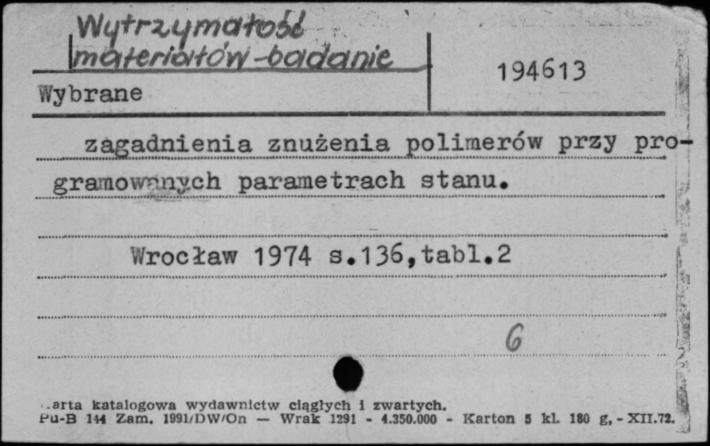 Wytrzymałość
materiałów-badanie
194613
Wybrane
zagadnienia znużenia polimerów przy pro-
gramowanych parametrach stanu.
Wrocław 1974 s.136,tabl.2
6
arta katalogowa wydawnictw ciągłych i zwartych.
Pu-B 144 Zam. 1991/DW/On — Wrak 1291 - 4.350.000 - Karton 5 kl. 180 g, - XII.72.